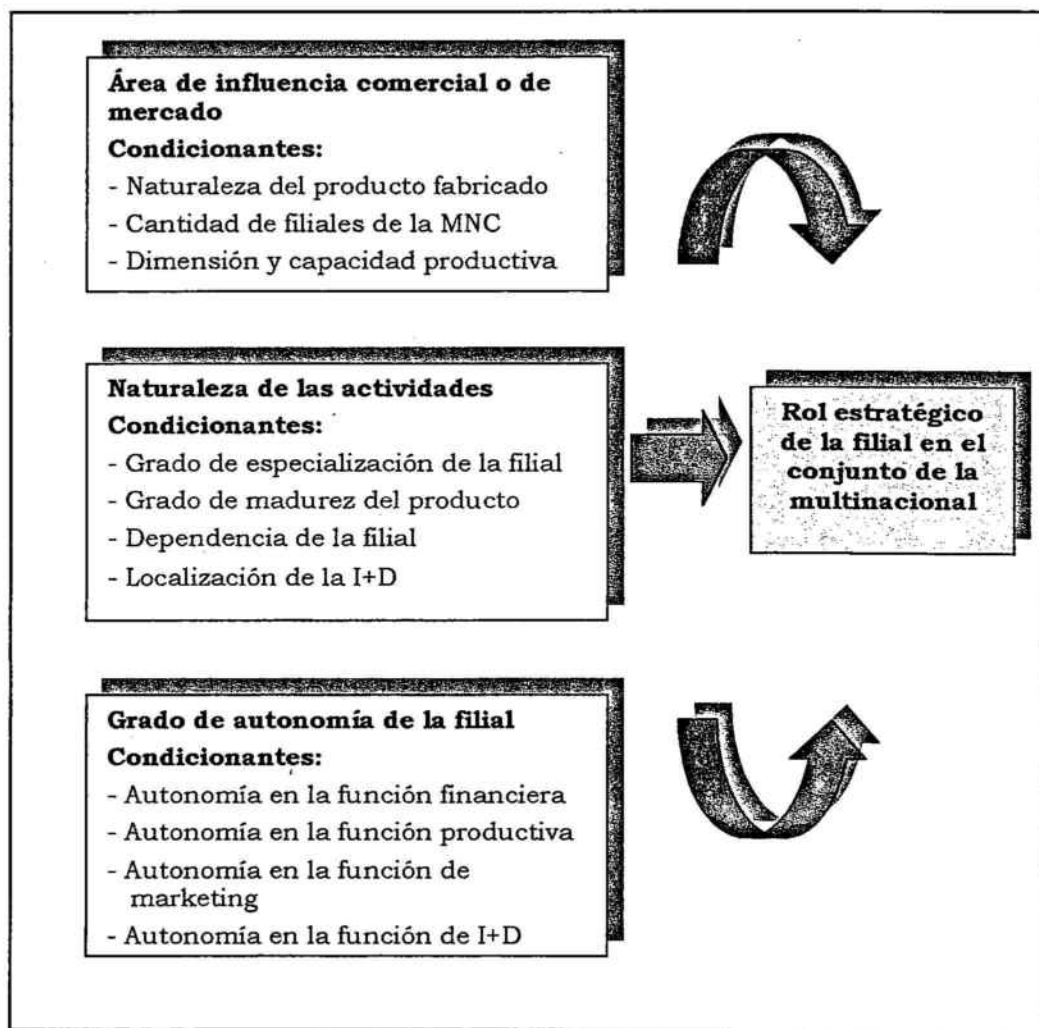 Área de influencia comercial o de
mercado
Condicionantes:
- Naturaleza del producto fabricado
- Cantidad de filiales de la MNC
- Dimensión y capacidad productiva
Naturaleza de las actividades
Condicionantes:
- Grado de especialización de la filial
- Grado de madurez del producto
- Dependencia de la filial
- Localización de la I+D
Rol estratégico
de la filial en el
conjunto de la
multinacional
Grado de autonomía de la filial
Condicionantes:
- Autonomía en la función financiera
- Autonomía en la función productiva
- Autonomía en la función de
marketing
- Autonomía en la función de I+D